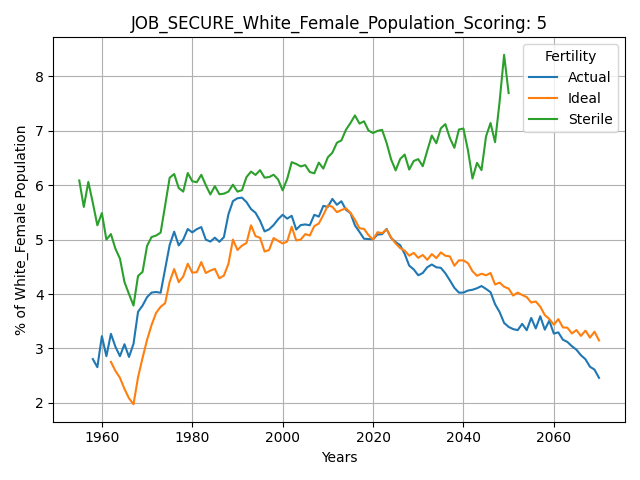 JOB_SECURE_White_Female_Population_Scoring: 5
Fertility
Actual
Ideal
Sterile
% of White_Female Population
8
7
6
5
4
3
2
1960
1980
2000
2020
2040
2060
Years